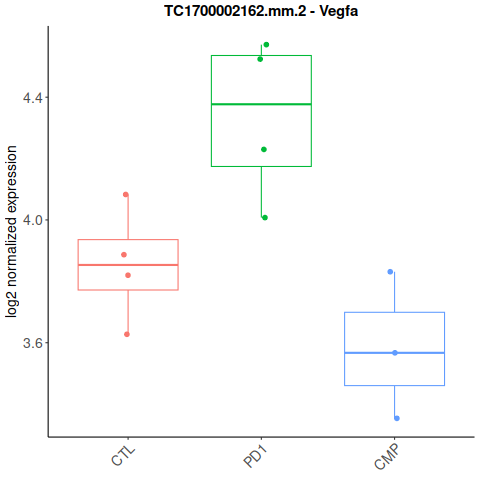 TC1700002162.mm.2 - Vegfa
log2 normalized expression
4.4
4.0
3.6
CTL
PD1
CMP